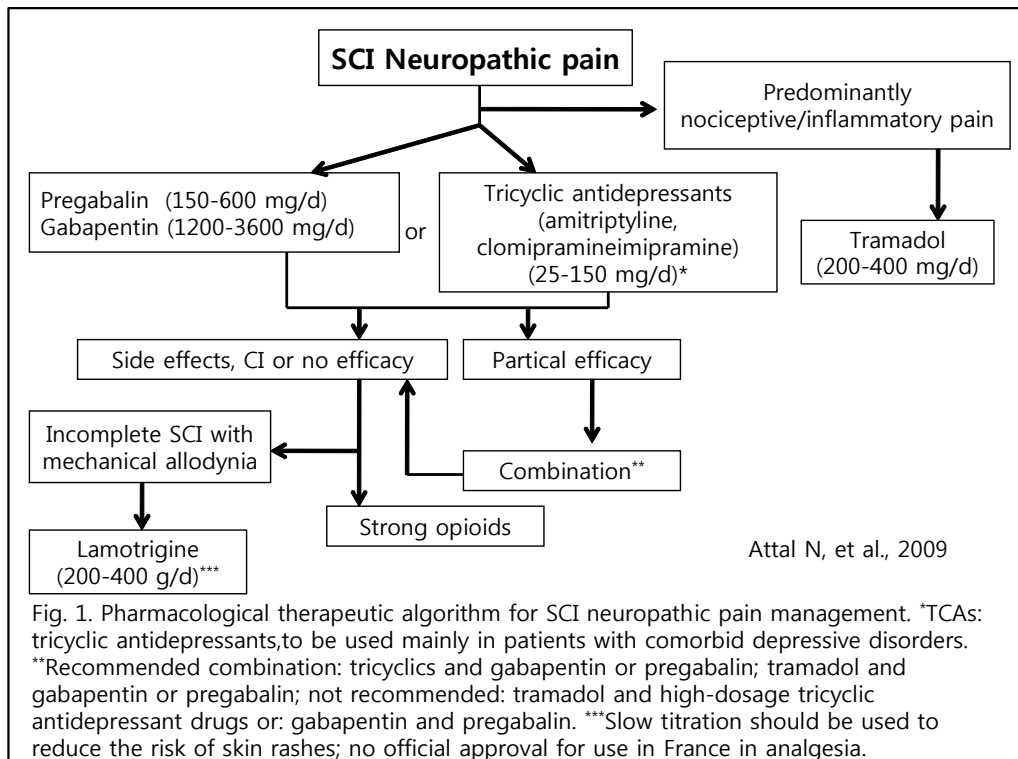 SCI Neuropathic pain
Predominantly
nociceptive/inflammatory pain
Pregabalin (150-600 mg/d)
Gabapentin (1200-3600 mg/d)
or
Tricyclic antidepressants
(amitriptyline,
clomipramineimipramine)
(25-150 mg/d)*
Tramadol
(200-400 mg/d)
Side effects, CI or no efficacy
Partical efficacy
Incomplete SCI with
mechanical allodynia
Combination**
Strong opioids
Lamotrigine
(200-400 g/d)***
Attal N, et al., 2009
Fig. 1. Pharmacological therapeutic algorithm for SCI neuropathic pain management. *TCAs:
tricyclic antidepressants,to be used mainly in patients with comorbid depressive disorders.
**Recommended combination: tricyclics and gabapentin or pregabalin; tramadol and
gabapentin or pregabalin; not recommended: tramadol and high-dosage tricyclic
antidepressant drugs or: gabapentin and pregabalin. ***Slow titration should be used to
reduce the risk of skin rashes; no official approval for use in France in analgesia.